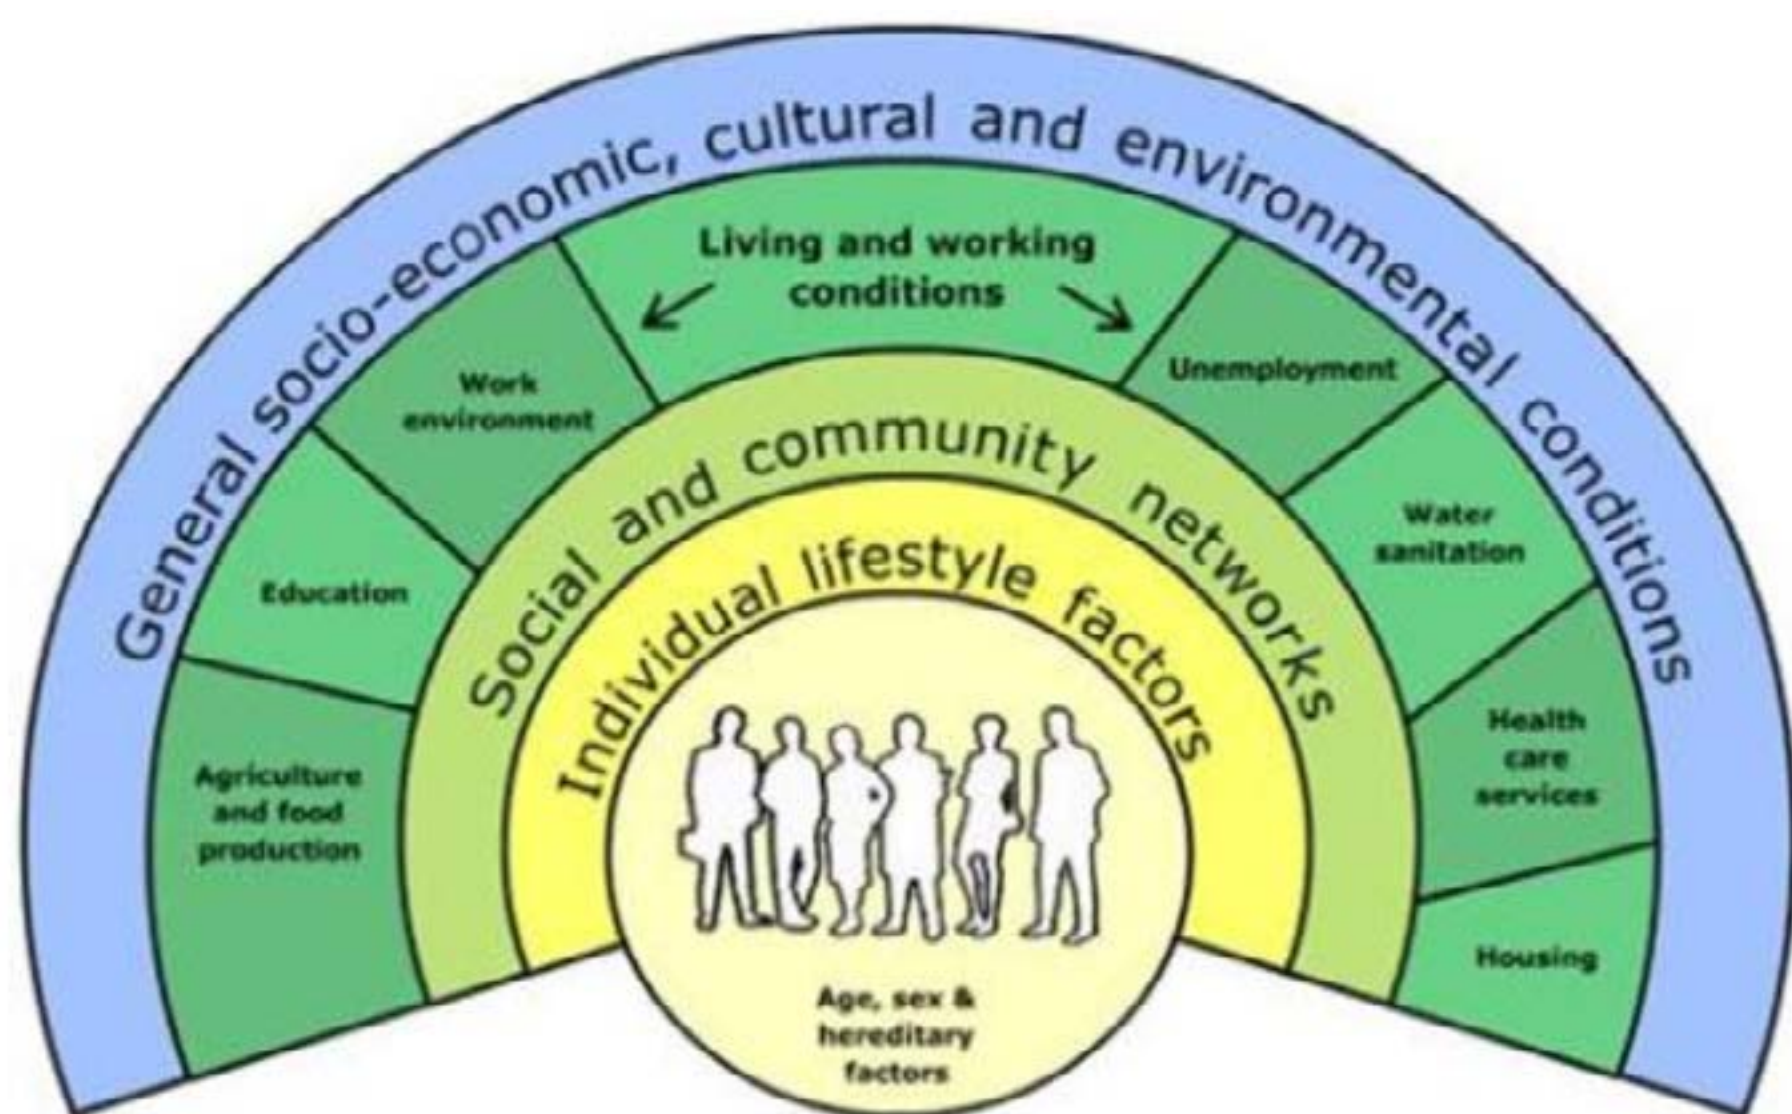 General socio-economic, cultural and environmental conditions
Living and working
conditions
Work
environment
Unemployment
Education
Water
sanitation
Agriculture
and food
production
Health
care
services
Housing
Social and community networks
Individual lifestyle factors
Age, sex &
hereditary
factors